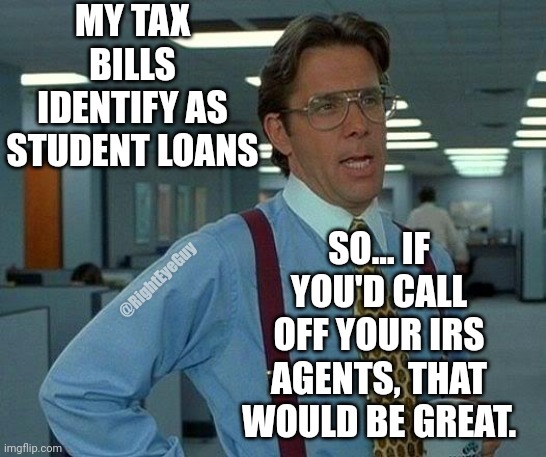 MY TAX
BILLS
IDENTIFY AS
STUDENT LOANS
@RightEyeGuy
SO... IF
YOU'D CALL
OFF YOUR IRS
AGENTS, THAT
WOULD BE GREAT.
imgflip.com